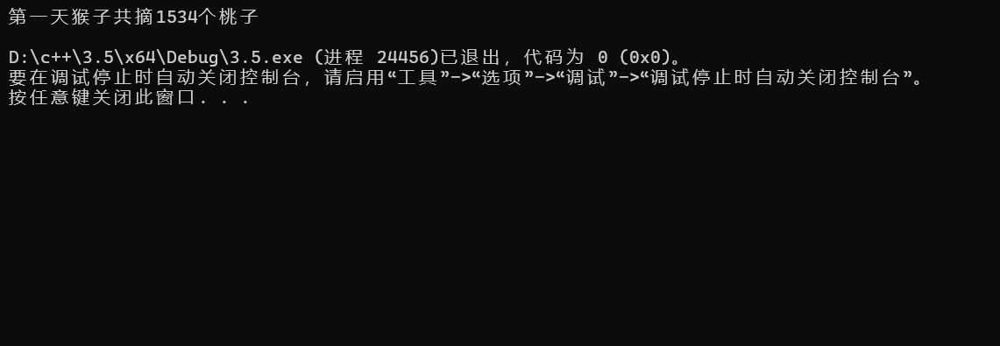 第一天猴子共摘1534个桃子
D:\c++\3.5\x64\Debug\3.5.exe (进程 24456)已退出，代码为 0 (0x0)。
要在调试停止时自动关闭控制台，请启用“工具”->“选项”->“调试”->“调试停止时自动关闭控制台”。
按任意键关闭此窗口. . .